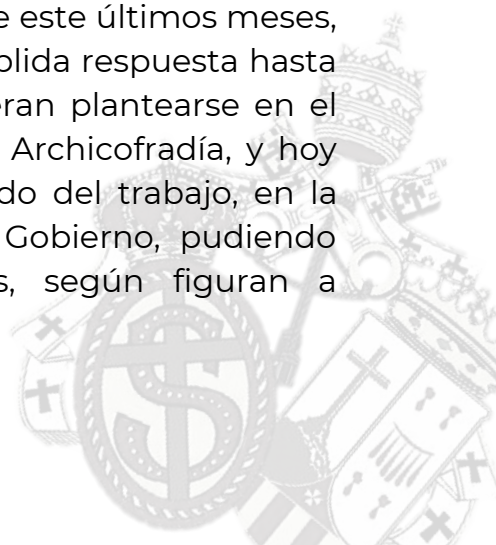 e este últimos meses,
olida respuesta hasta
eran plantearse en el
Archicofradía, y hoy
do del trabajo, en la
Gobierno, pudiendo
s, según figuran a